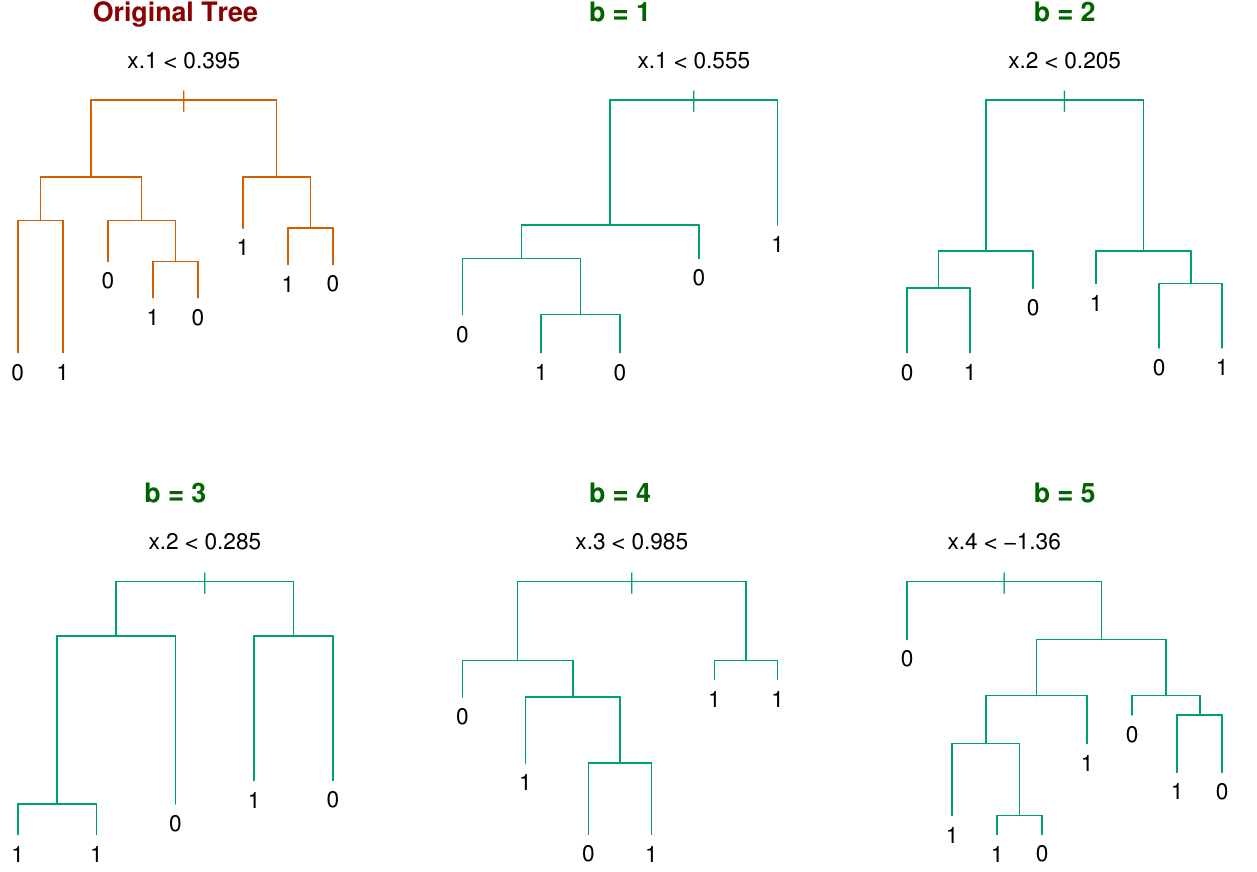 Original Tree
x.1 < 0.395
1
0
1 0
1 0
0 1
b = 1
x.1 < 0.555
1
0
0
1 0
b = 2
x.2 < 0.205
1
0
0 1
0 1
b = 3
x.2 < 0.285
1 0
0
1 1
b = 4
x.3 < 0.985
1 1
0
1
0 1
b = 5
x.4 < −1.36
0
0
1
1 0
1
1 0